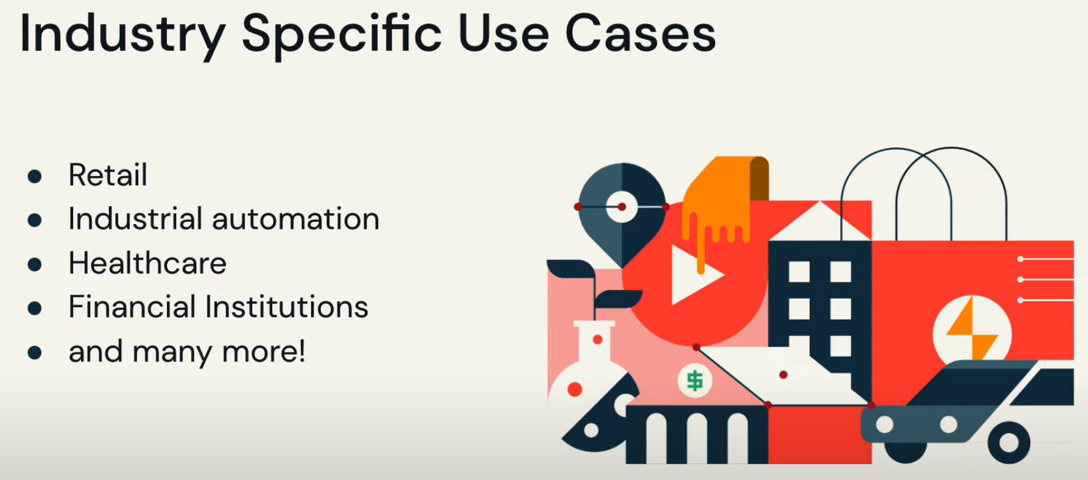 Industry Specific Use Cases
● Retail
● Industrial automation
● Healthcare
● Financial Institutions
● and many more!
$